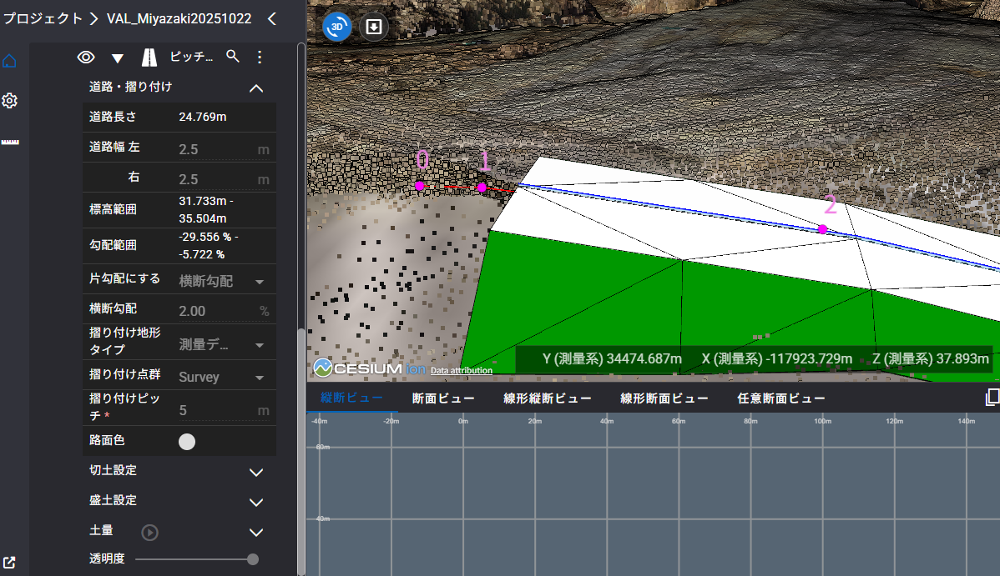 プロジェクト > VAL_Miyazaki20251022 <
3D
ピッチ...
道路・摺り付け
道路長さ 24.769m
道路幅 左 2.5 m
右 2.5 m
標高範囲 31.733m -
35.504m
勾配範囲 -29.556 % -
-5.722 %
片勾配にする 横断勾配
横断勾配 2.00 %
摺り付け地形
タイプ 測量デ...
摺り付け点群 Survey
摺り付けピッ
チ * 5 m
路面色
切土設定
盛土設定
土量
透明度
0 1
2
Y (測量系) 34474.687m X (測量系) -117923.729m Z (測量系) 37.893m
CESIUM ion Data attribution
縦断ビュー 断面ビュー 線形縦断ビュー 線形断面ビュー 任意断面ビュー
-40m -20m 0m 20m 40m 60m 80m 100m 120m 140m
60m
40m